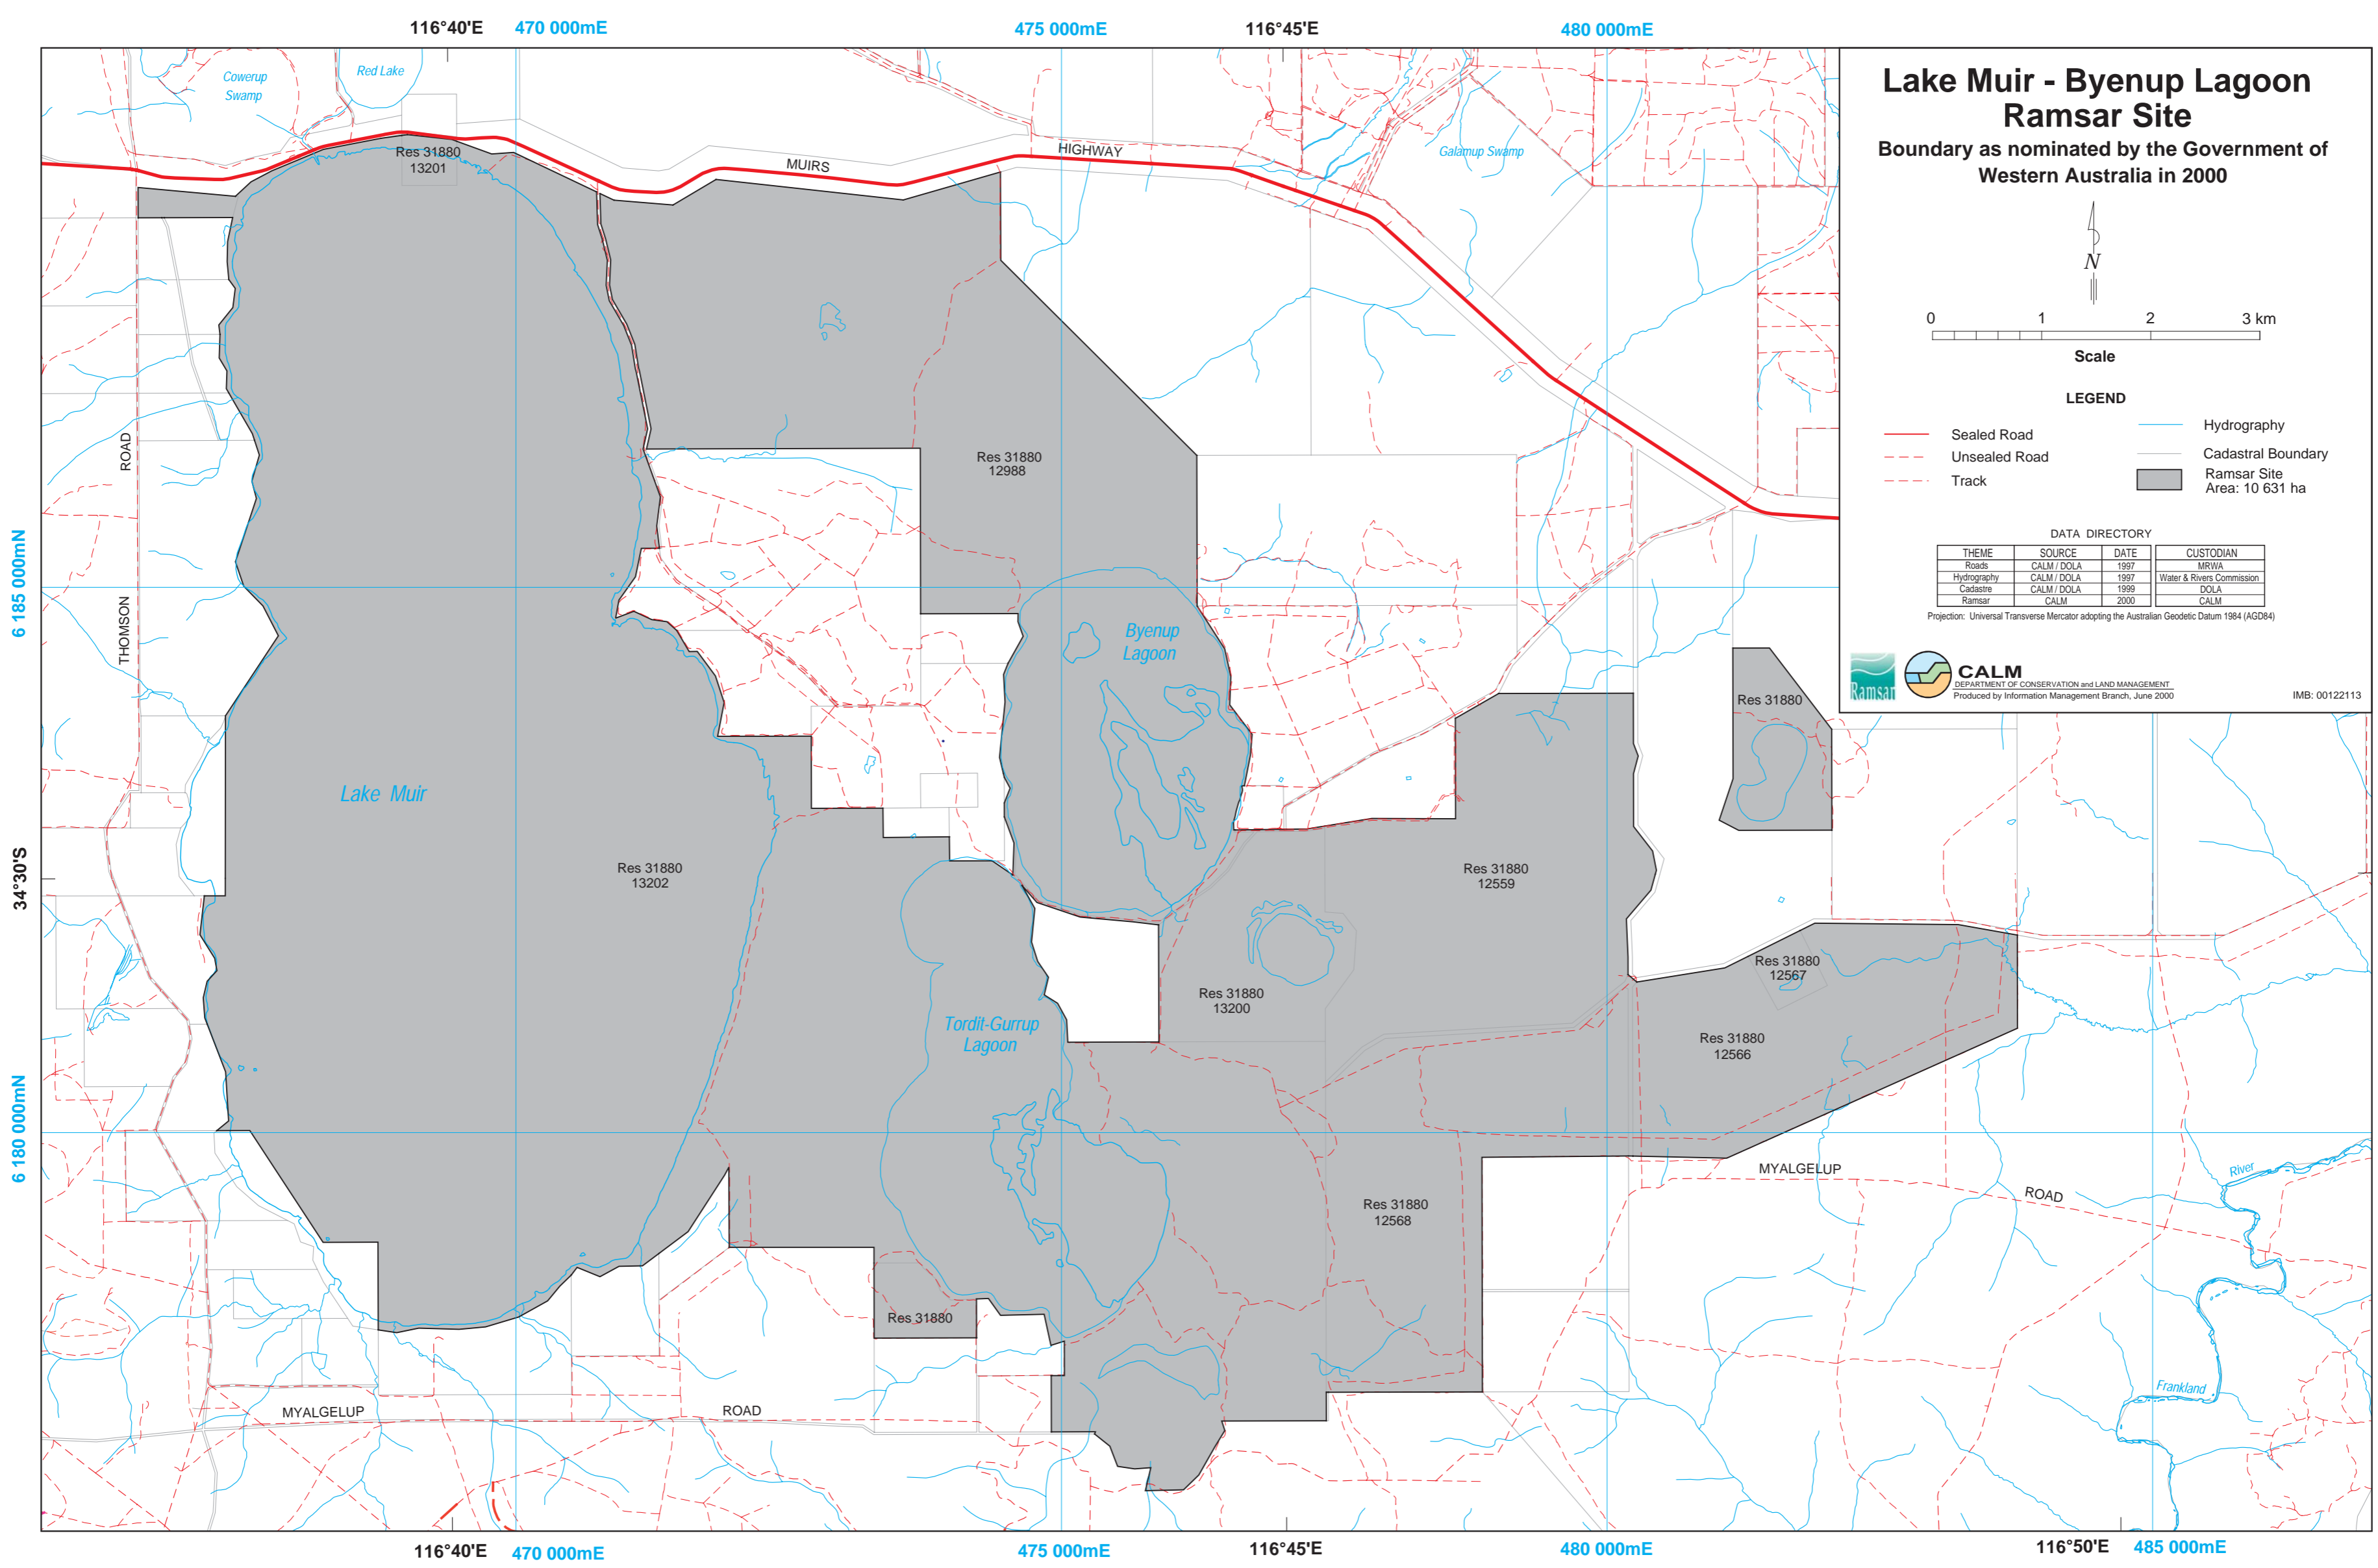 116°40'E 470 000mE 475 000mE 116°45'E 480 000mE
Lake Muir - Byenup Lagoon
Ramsar Site
Boundary as nominated by the Government of
Western Australia in 2000
N
0 1 2 3 km
Scale
LEGEND
Sealed Road
Unsealed Road
Track
Hydrography
Cadastral Boundary
Ramsar Site
Area: 10 631 ha
DATA DIRECTORY
THEME SOURCE DATE CUSTODIAN
Roads CALM / DOLA 1997 MRWA
Hydrography CALM / DOLA 1997 Water & Rivers Commission
Cadastre CALM / DOLA 1999 DOLA
Ramsar CALM 2000 CALM
Projection: Universal Transverse Mercator adopting the Australian Geodetic Datum 1984 (AGD84)
Ramsar
CALM
DEPARTMENT OF CONSERVATION and LAND MANAGEMENT
Produced by Information Management Branch, June 2000
IMB: 00122113
Cowerup
Swamp
Red Lake
Res 31880
13201
MUIRS
HIGHWAY
Galamup Swamp
ROAD
THOMSON
Res 31880
12988
6 185 000mN
Byenup
Lagoon
Res 31880
Lake Muir
Res 31880
13202
Res 31880
12559
34°30'S
Res 31880
12567
Res 31880
13200
Tordit-Gurrup
Lagoon
Res 31880
12566
6 180 000mN
MYALGELUP
ROAD
River
Res 31880
12568
Res 31880
Frankland
MYALGELUP
ROAD
116°40'E 470 000mE 475 000mE 116°45'E 480 000mE 116°50'E 485 000mE